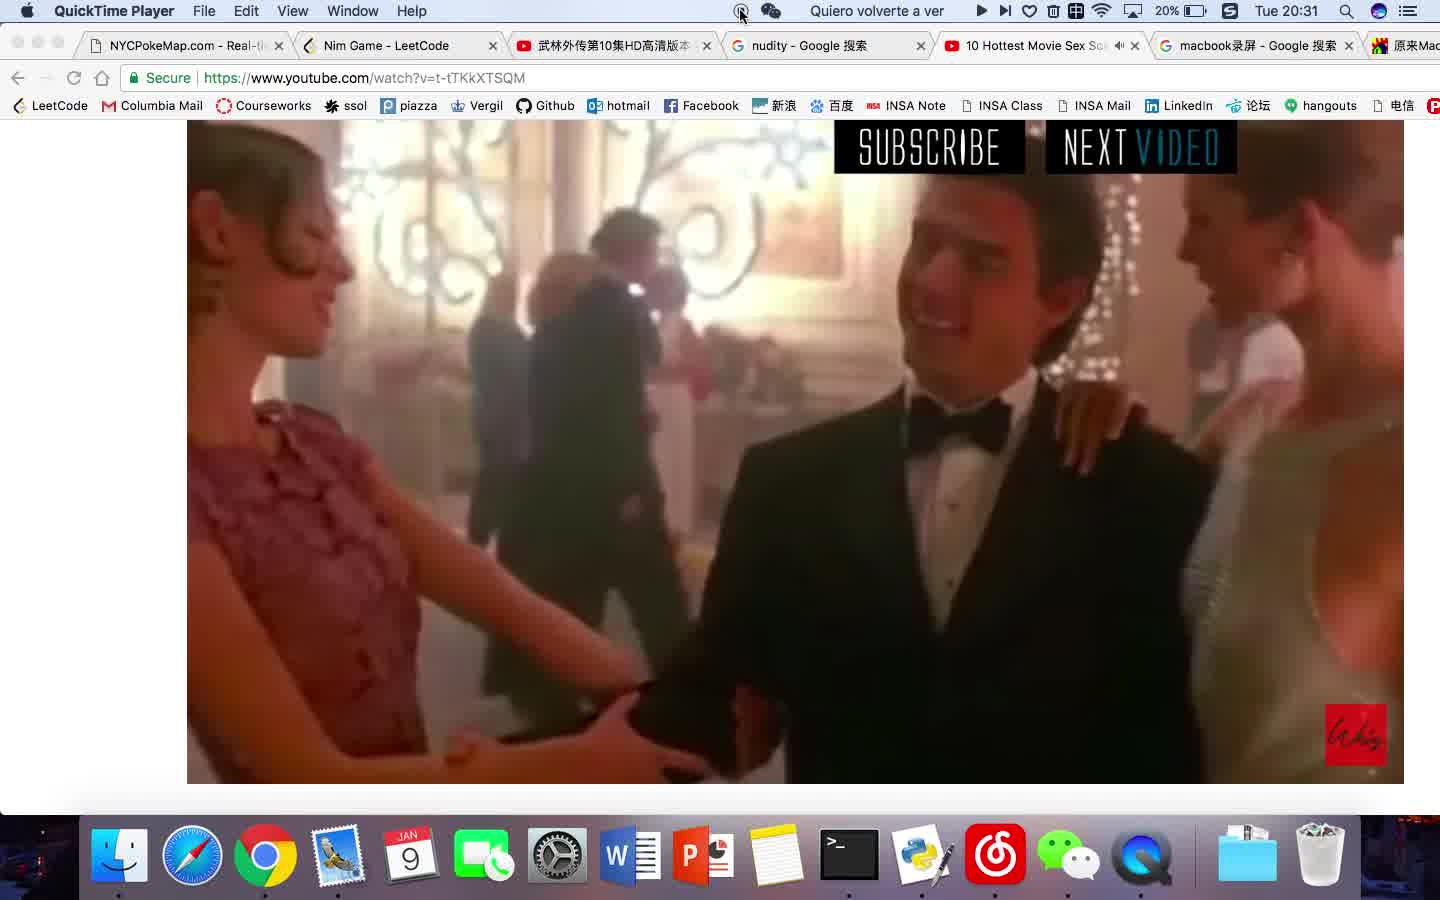 QuickTime Player File Edit View Window Help Quiero volverte a ver 20% Tue 20:31
NYCPokeMap.com - Real-ti Nim Game - LeetCode 武林外传第10集HD高清版本 nudity - Google 搜索 10 Hottest Movie Sex Sc macbook录屏 - Google 搜索 原来Mac
Secure https://www.youtube.com/watch?v=t-tTKkXTSQM
LeetCode Columbia Mail Courseworks ssol piazza Vergil Github hotmail Facebook 新浪 百度 INSA INSA Note INSA Class INSA Mail LinkedIn 论坛 hangouts 电信
SUBSCRIBE NEXT VIDEO
Whiz
JAN
9
W
P
>_